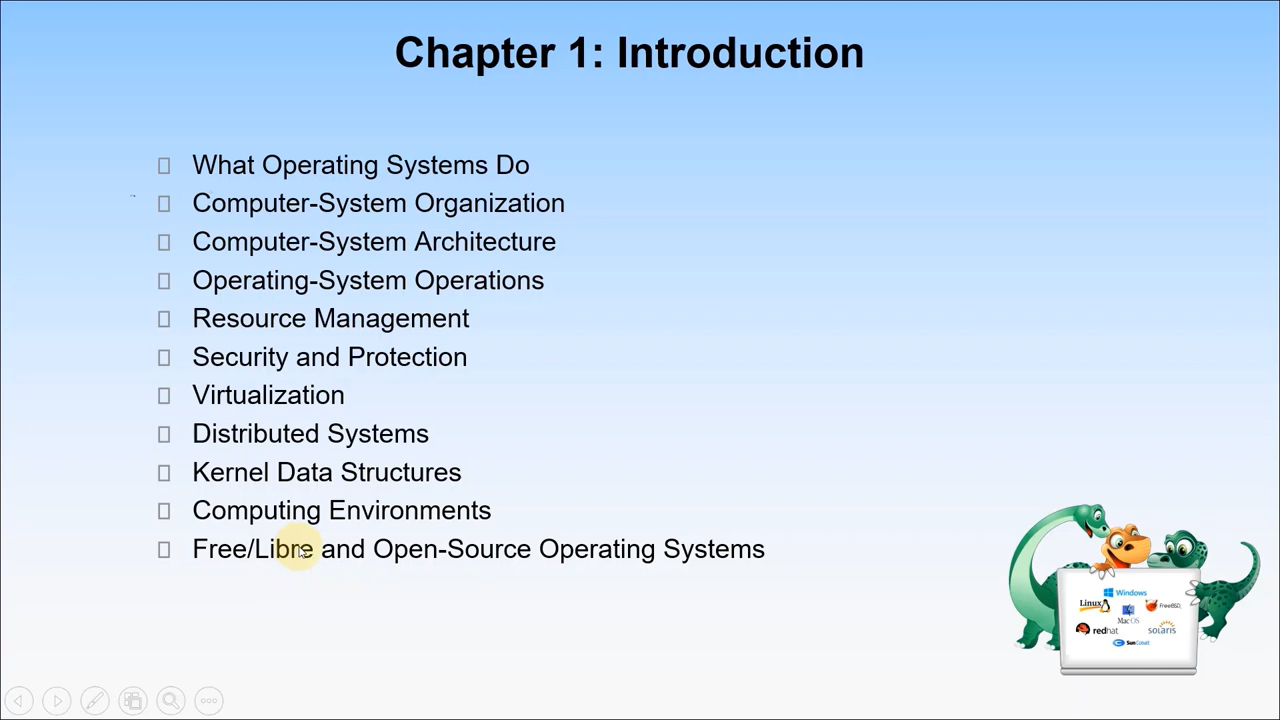 Chapter 1: Introduction
What Operating Systems Do
Computer-System Organization
Computer-System Architecture
Operating-System Operations
Resource Management
Security and Protection
Virtualization
Distributed Systems
Kernel Data Structures
Computing Environments
Free/Libre and Open-Source Operating Systems
Windows
Linux
FreeBSD
Mac OS
redhat
solaris
Sun Cobalt